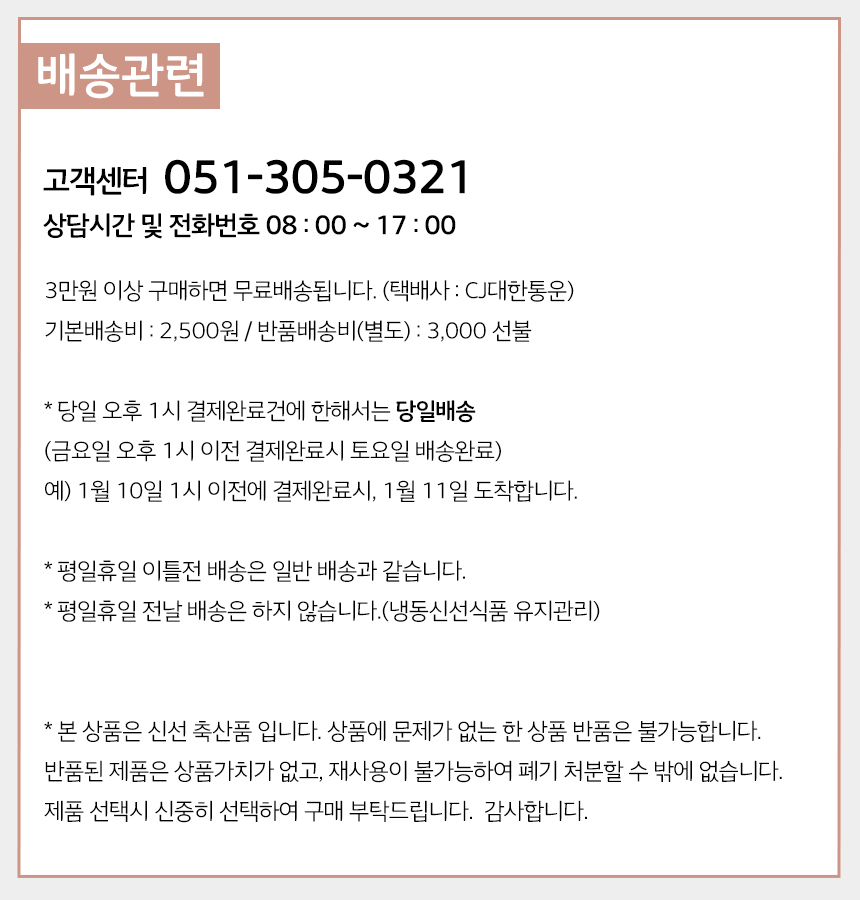 배송관련
고객센터 051-305-0321
상담시간 및 전화번호 08 : 00 ~ 17 : 00
3만원 이상 구매하면 무료배송됩니다. (택배사 : CJ대한통운)
기본배송비 : 2,500원 / 반품배송비(별도) : 3,000 선불
* 당일 오후 1시 결제완료건에 한해서는 당일배송
(금요일 오후 1시 이전 결제완료시 토요일 배송완료)
예) 1월 10일 1시 이전에 결제완료시, 1월 11일 도착합니다.
* 평일휴일 이틀전 배송은 일반 배송과 같습니다.
* 평일휴일 전날 배송은 하지 않습니다.(냉동신선식품 유지관리)
* 본 상품은 신선 축산품 입니다. 상품에 문제가 없는 한 상품 반품은 불가능합니다.
반품된 제품은 상품가치가 없고, 재사용이 불가능하여 폐기 처분할 수 밖에 없습니다.
제품 선택시 신중히 선택하여 구매 부탁드립니다. 감사합니다.